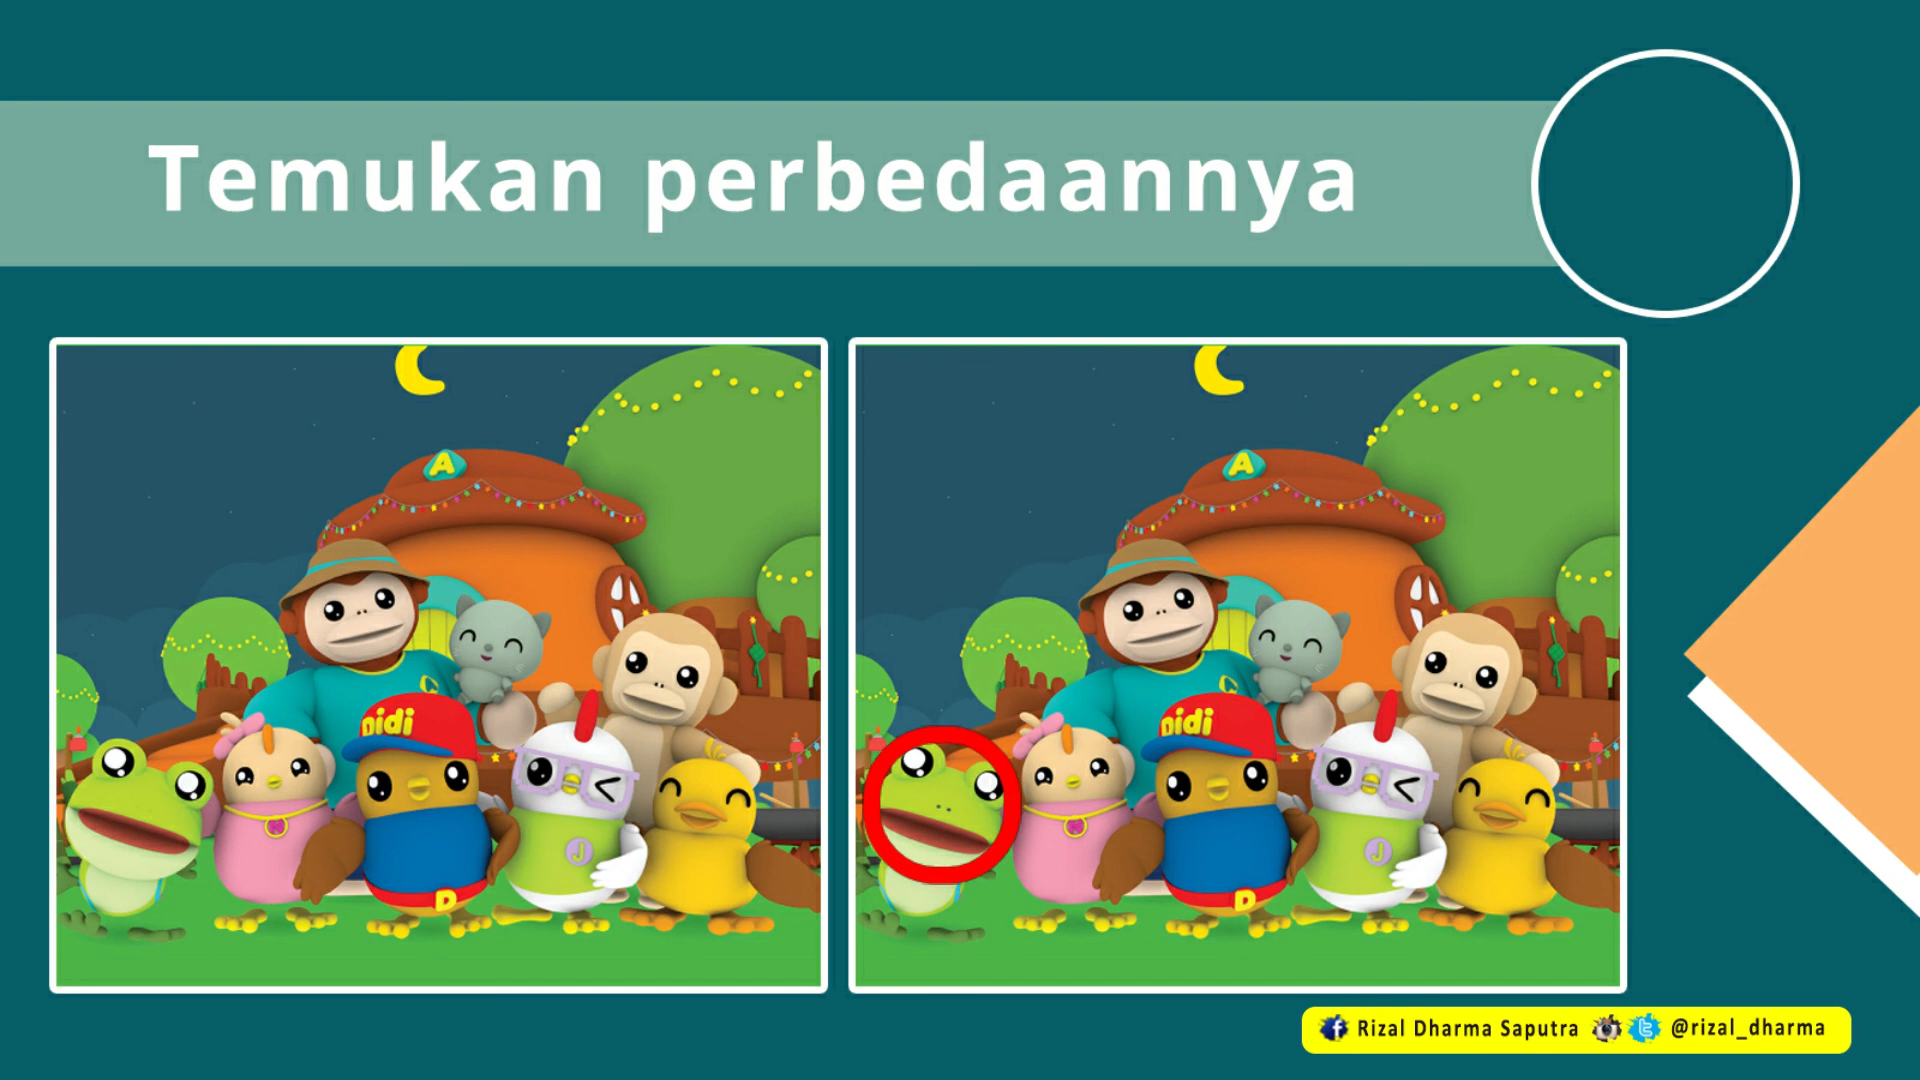 Temukan perbedaannya
A
Didi
J
D
A
Didi
J
D
Rizal Dharma Saputra @rizal_dharma